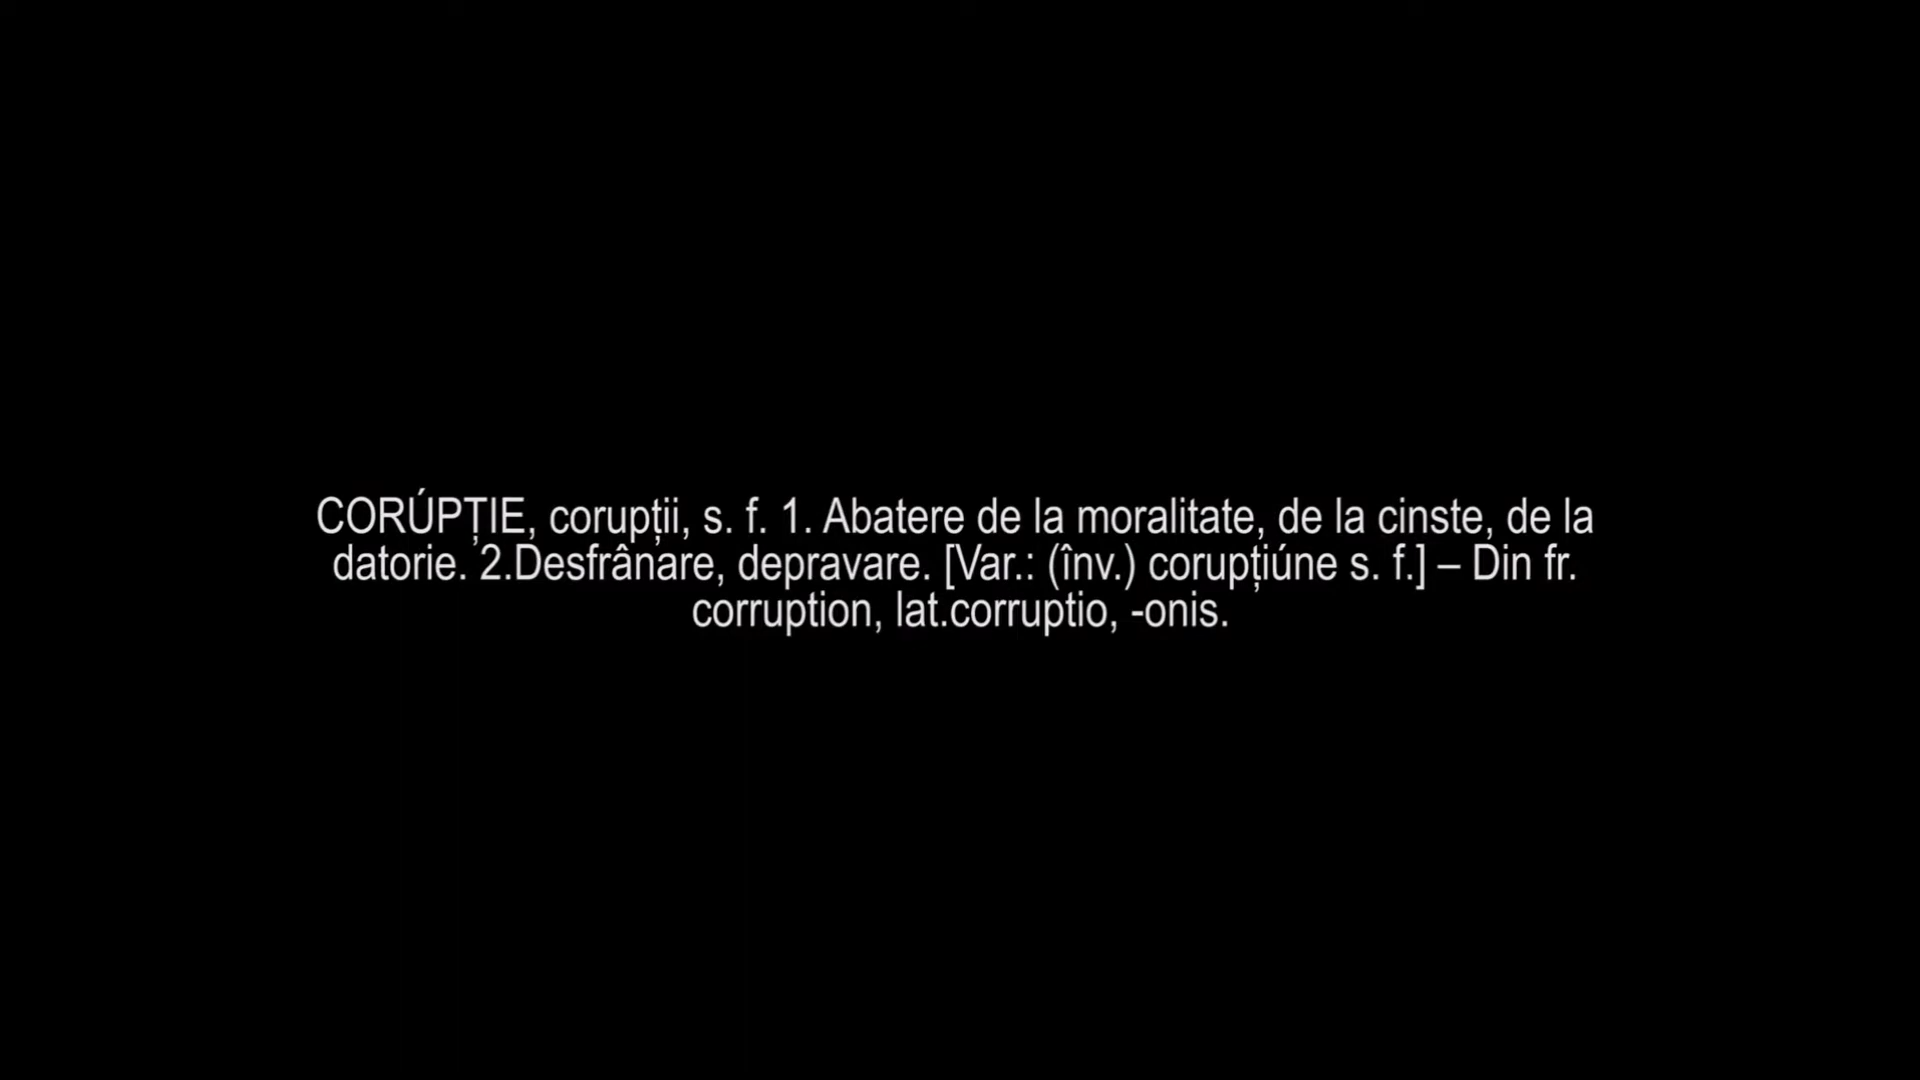 CORÚPȚIE, corupții, s. f. 1. Abatere de la moralitate, de la cinste, de la
datorie. 2.Desfrânare, depravare. [Var.: (înv.) corupțiúne s. f.] – Din fr.
corruption, lat.corruptio, -onis.